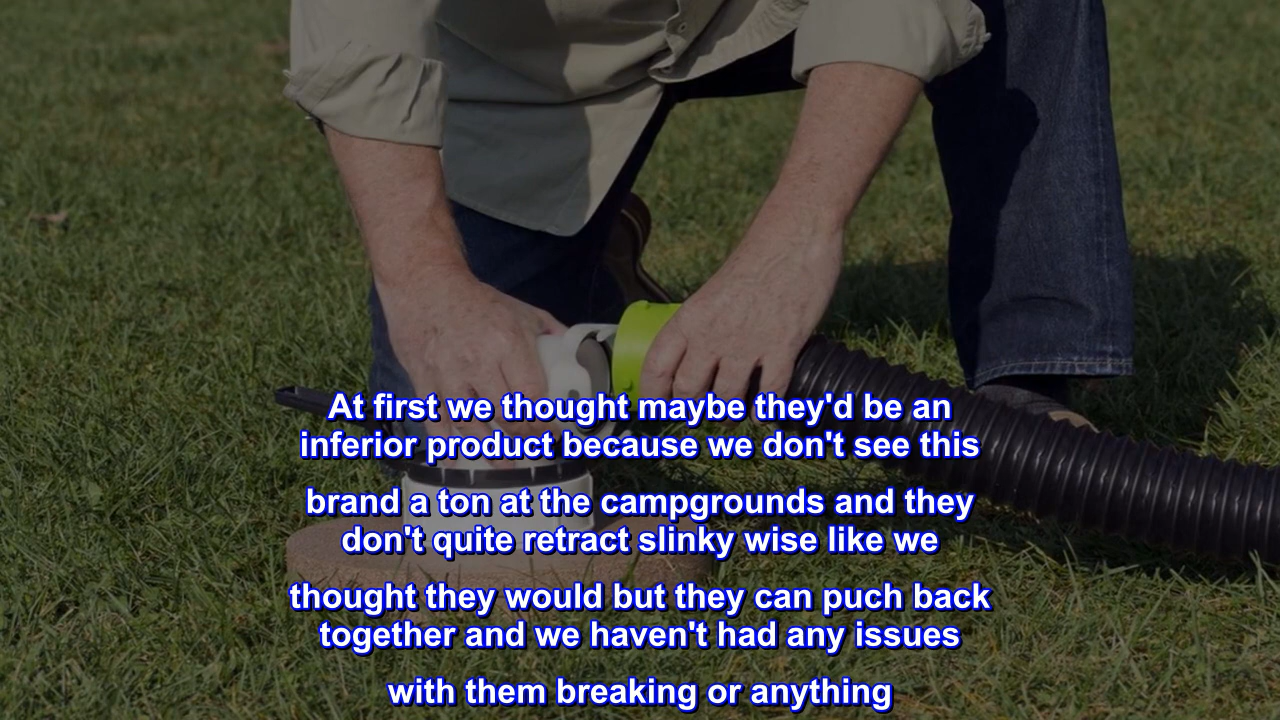 At first we thought maybe they'd be an
inferior product because we don't see this
brand a ton at the campgrounds and they
don't quite retract slinky wise like we
thought they would but they can puch back
together and we haven't had any issues
with them breaking or anything